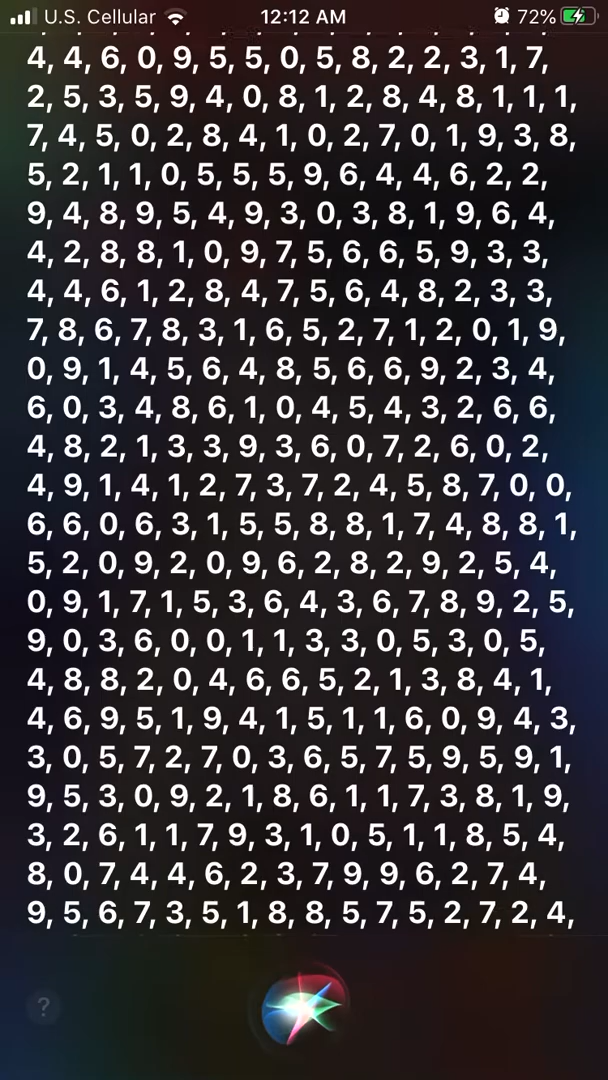 U.S. Cellular 12:12 AM 72%
4, 4, 6, 0, 9, 5, 5, 0, 5, 8, 2, 2, 3, 1, 7,
2, 5, 3, 5, 9, 4, 0, 8, 1, 2, 8, 4, 8, 1, 1, 1,
7, 4, 5, 0, 2, 8, 4, 1, 0, 2, 7, 0, 1, 9, 3, 8,
5, 2, 1, 1, 0, 5, 5, 5, 9, 6, 4, 4, 6, 2, 2,
9, 4, 8, 9, 5, 4, 9, 3, 0, 3, 8, 1, 9, 6, 4,
4, 2, 8, 8, 1, 0, 9, 7, 5, 6, 6, 5, 9, 3, 3,
4, 4, 6, 1, 2, 8, 4, 7, 5, 6, 4, 8, 2, 3, 3,
7, 8, 6, 7, 8, 3, 1, 6, 5, 2, 7, 1, 2, 0, 1, 9,
0, 9, 1, 4, 5, 6, 4, 8, 5, 6, 6, 9, 2, 3, 4,
6, 0, 3, 4, 8, 6, 1, 0, 4, 5, 4, 3, 2, 6, 6,
4, 8, 2, 1, 3, 3, 9, 3, 6, 0, 7, 2, 6, 0, 2,
4, 9, 1, 4, 1, 2, 7, 3, 7, 2, 4, 5, 8, 7, 0, 0,
6, 6, 0, 6, 3, 1, 5, 5, 8, 8, 1, 7, 4, 8, 8, 1,
5, 2, 0, 9, 2, 0, 9, 6, 2, 8, 2, 9, 2, 5, 4,
0, 9, 1, 7, 1, 5, 3, 6, 4, 3, 6, 7, 8, 9, 2, 5,
9, 0, 3, 6, 0, 0, 1, 1, 3, 3, 0, 5, 3, 0, 5,
4, 8, 8, 2, 0, 4, 6, 6, 5, 2, 1, 3, 8, 4, 1,
4, 6, 9, 5, 1, 9, 4, 1, 5, 1, 1, 6, 0, 9, 4, 3,
3, 0, 5, 7, 2, 7, 0, 3, 6, 5, 7, 5, 9, 5, 9, 1,
9, 5, 3, 0, 9, 2, 1, 8, 6, 1, 1, 7, 3, 8, 1, 9,
3, 2, 6, 1, 1, 7, 9, 3, 1, 0, 5, 1, 1, 8, 5, 4,
8, 0, 7, 4, 4, 6, 2, 3, 7, 9, 9, 6, 2, 7, 4,
9, 5, 6, 7, 3, 5, 1, 8, 8, 5, 7, 5, 2, 7, 2, 4,
?